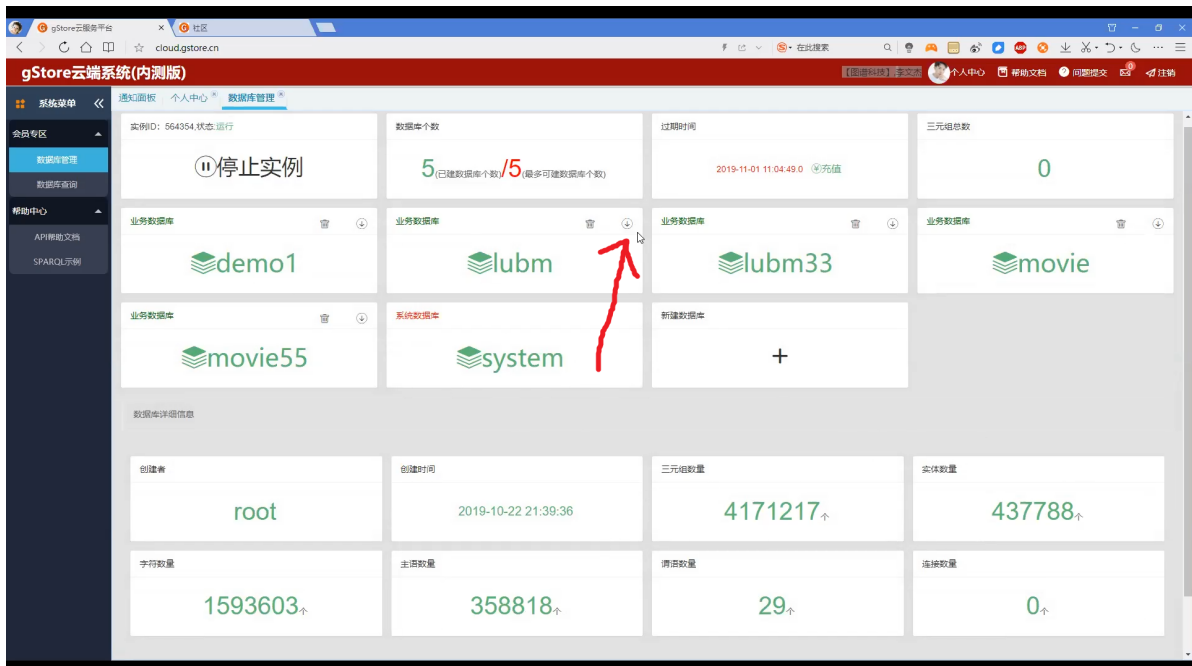 gStore云服务平台 × 社区
cloud.gstore.cn 在此搜索
gStore云端系统(内测版) 【图谱科技】,李文杰 个人中心 帮助文档 问题提交 0 注销
系统菜单 通知面板 个人中心 数据库管理
会员专区
数据库管理
数据库查询
帮助中心
API帮助文档
SPARQL示例
实例ID：564354,状态:运行 数据库个数 过期时间 三元组总数
停止实例 5(已建数据库个数)/5(最多可建数据库个数) 2019-11-01 11:04:49.0 充值 0
业务数据库 业务数据库 业务数据库 业务数据库
demo1 lubm lubm33 movie
业务数据库 系统数据库 新建数据库
movie55 system +
数据库详细信息
创建者 创建时间 三元组数量 实体数量
root 2019-10-22 21:39:36 4171217个 437788个
字符数量 主语数量 谓语数量 连接数量
1593603个 358818个 29个 0个